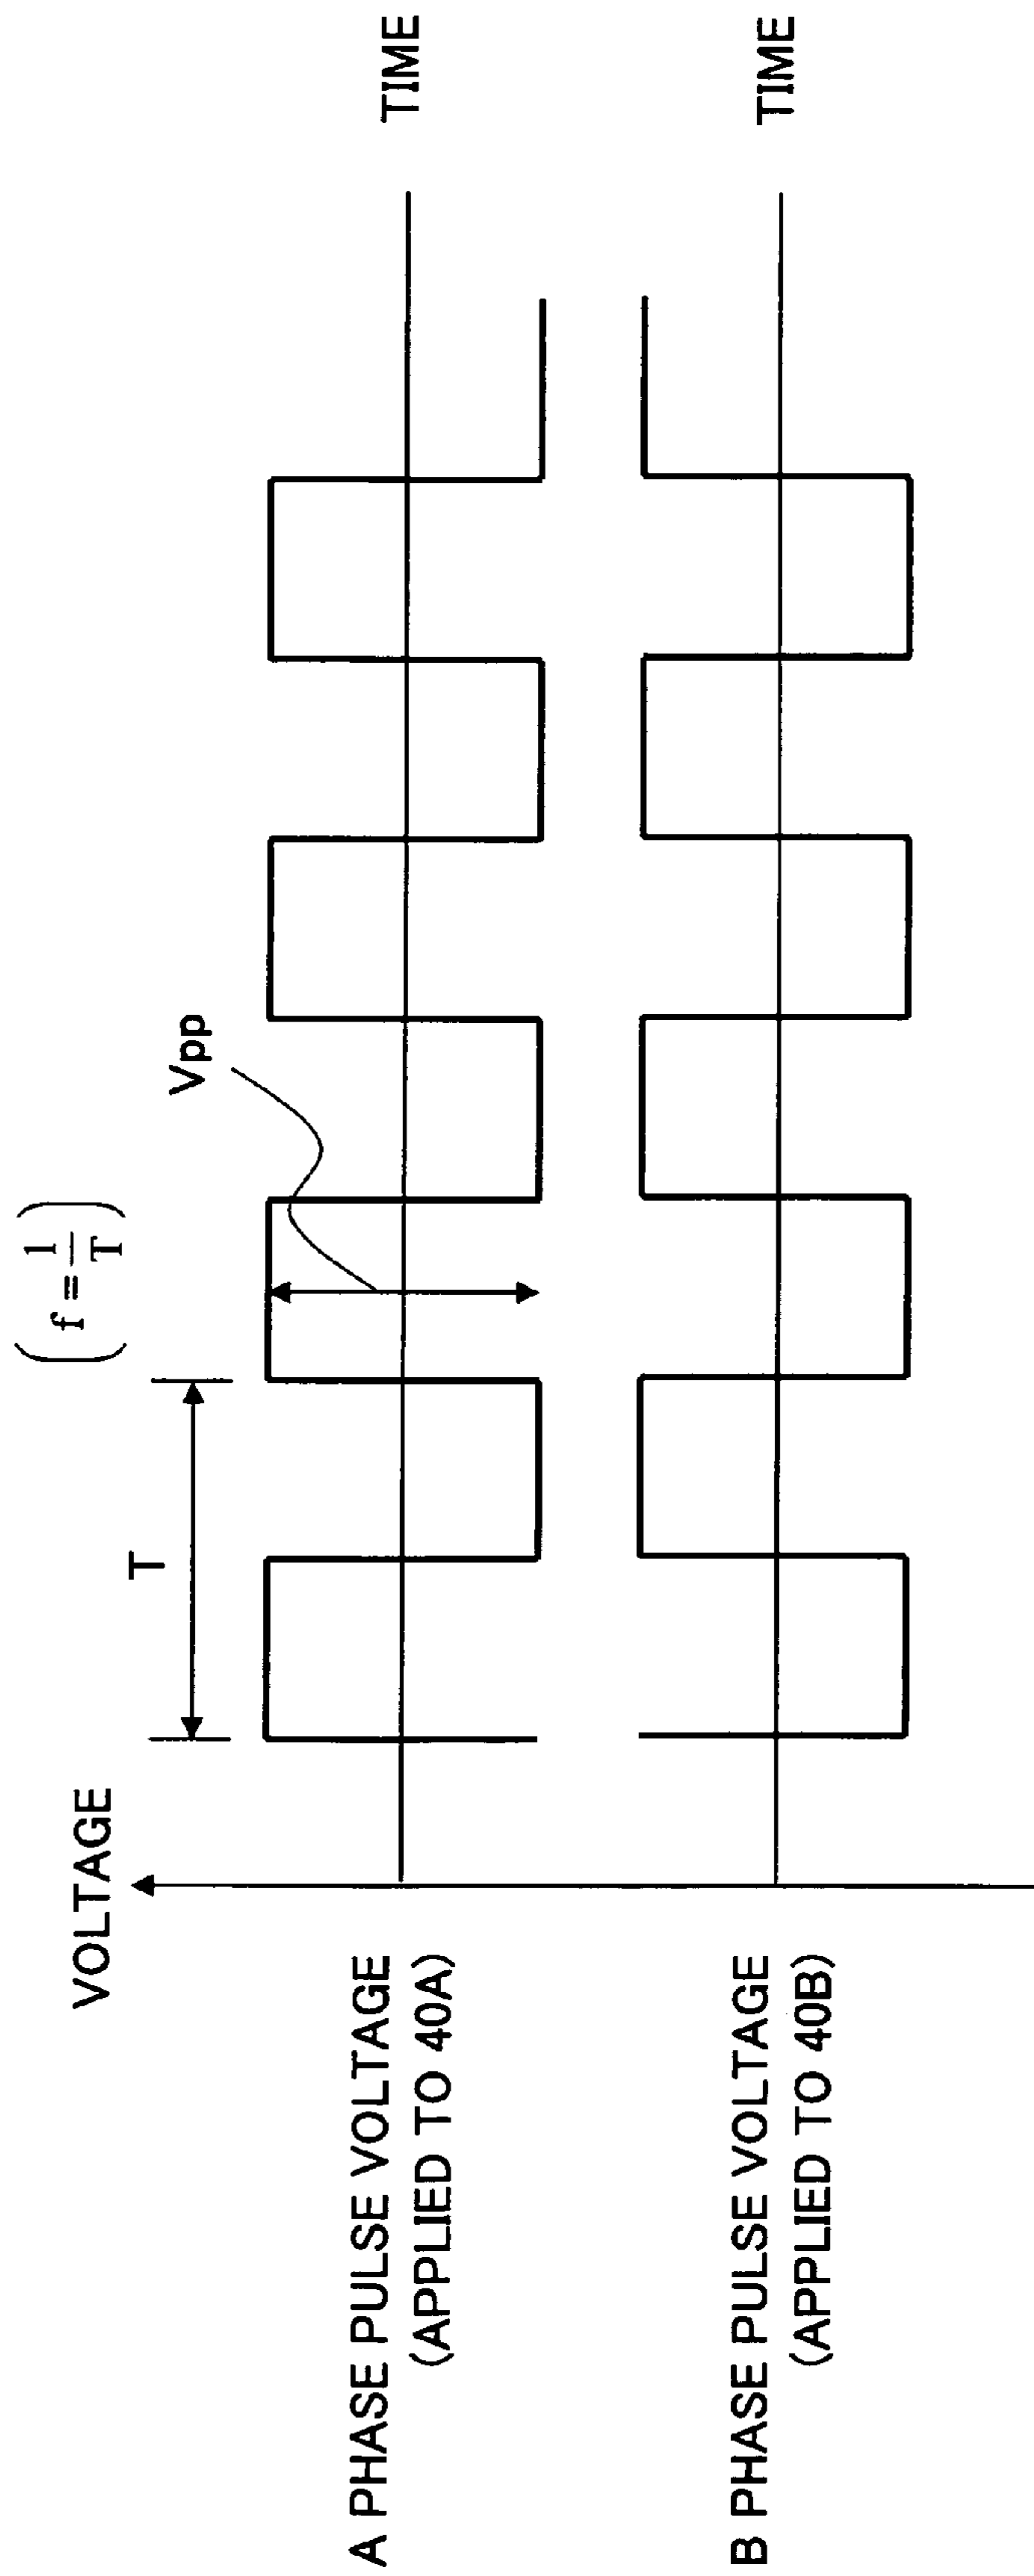 VOLTAGE
T
( f = 1/T )
Vpp
A PHASE PULSE VOLTAGE
(APPLIED TO 40A)
TIME
B PHASE PULSE VOLTAGE
(APPLIED TO 40B)
TIME